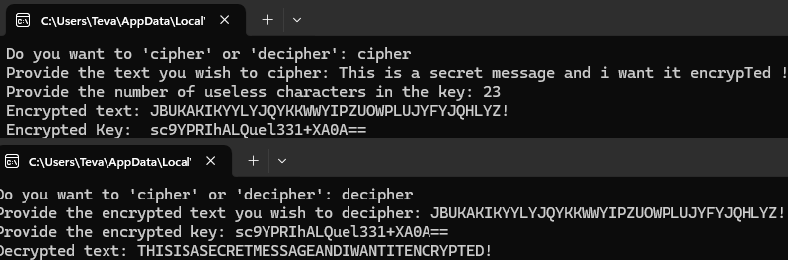 C:\Users\Teva\AppData\Local'
Do you want to 'cipher' or 'decipher': cipher
Provide the text you wish to cipher: This is a secret message and i want it encrypTed !
Provide the number of useless characters in the key: 23
Encrypted text: JBUKAKIKYYLYJQYKKWWYIPZUOWPLUJYFYJQHLYZ!
Encrypted Key:  sc9YPRIhALQuel331+XA0A==
C:\Users\Teva\AppData\Local'
Do you want to 'cipher' or 'decipher': decipher
Provide the encrypted text you wish to decipher: JBUKAKIKYYLYJQYKKWWYIPZUOWPLUJYFYJQHLYZ!
Provide the encrypted key: sc9YPRIhALQuel331+XA0A==
Decrypted text: THISISASECRETMESSAGEANDIWANTITENCRYPTED!